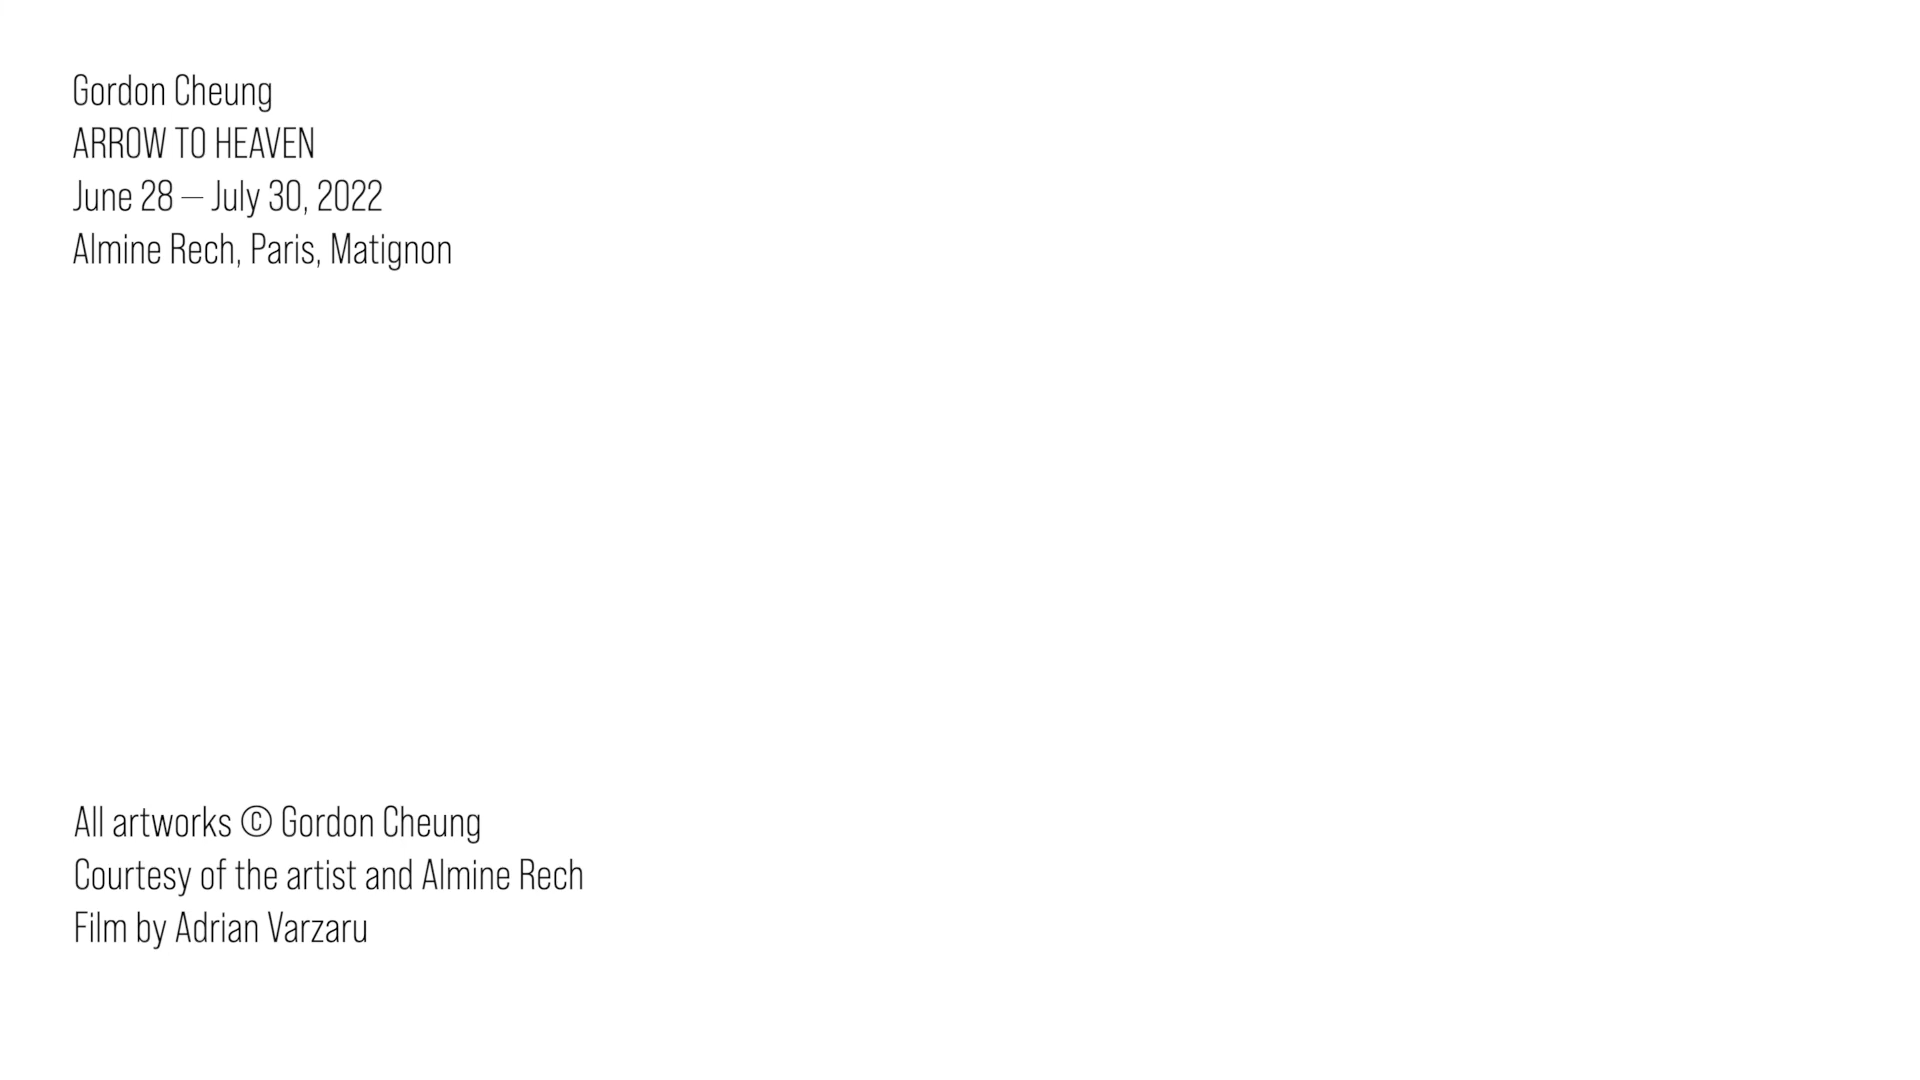 Gordon Cheung
ARROW TO HEAVEN
June 28 — July 30, 2022
Almine Rech, Paris, Matignon
All artworks © Gordon Cheung
Courtesy of the artist and Almine Rech
Film by Adrian Varzaru